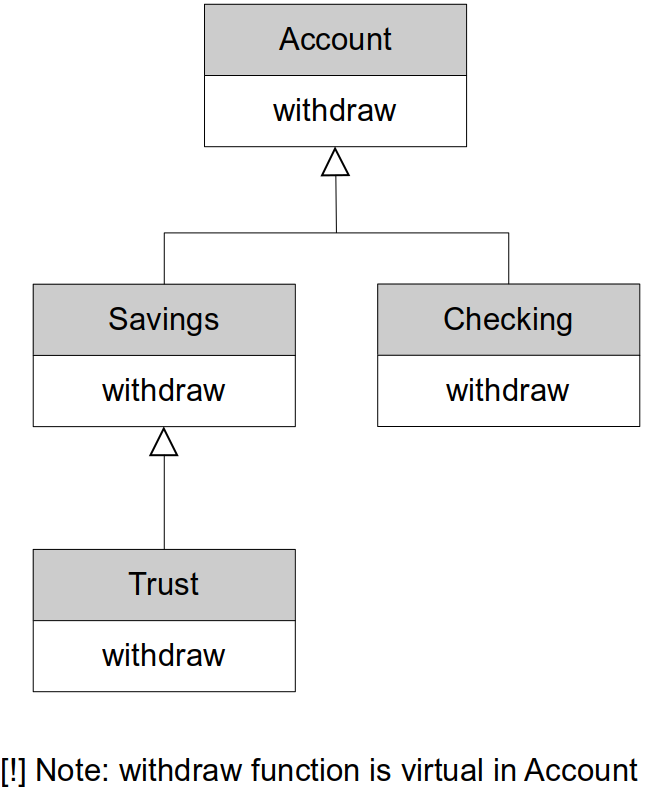 Account
withdraw
Savings
Checking
withdraw
withdraw
Trust
withdraw
[!] Note: withdraw function is virtual in Account